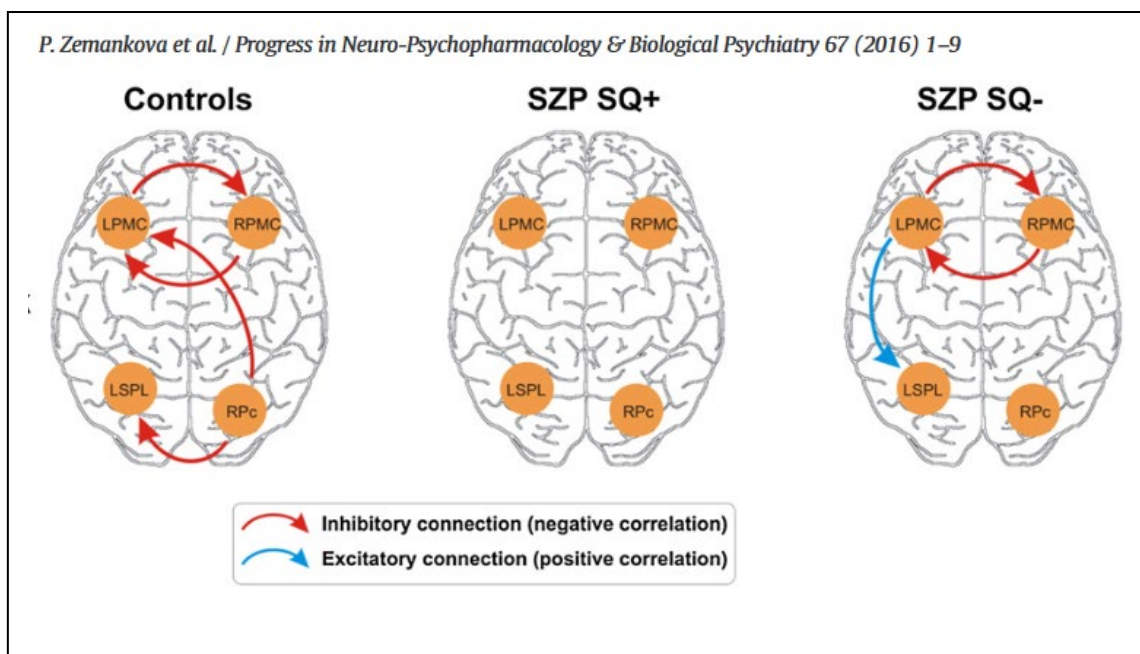 P. Zemankova et al. / Progress in Neuro-Psychopharmacology & Biological Psychiatry 67 (2016) 1–9
Controls
SZP SQ+
SZP SQ-
LPMC
RPMC
LPMC
RPMC
LPMC
RPMC
LSPL
RPc
LSPL
RPc
LSPL
RPc
Inhibitory connection (negative correlation)
Excitatory connection (positive correlation)